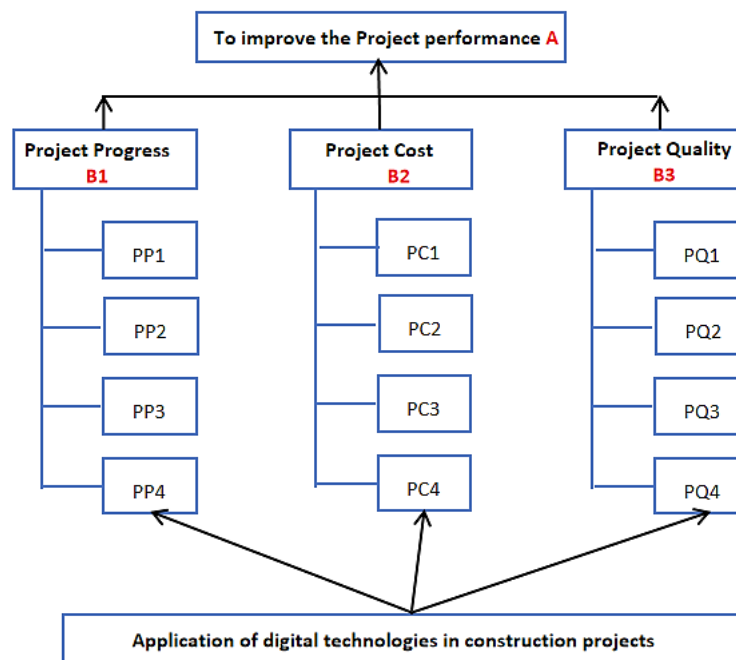 To improve the Project performance A
Project Progress
B1
Project Cost
B2
Project Quality
B3
PP1
PC1
PQ1
PP2
PC2
PQ2
PP3
PC3
PQ3
PP4
PC4
PQ4
Application of digital technologies in construction projects